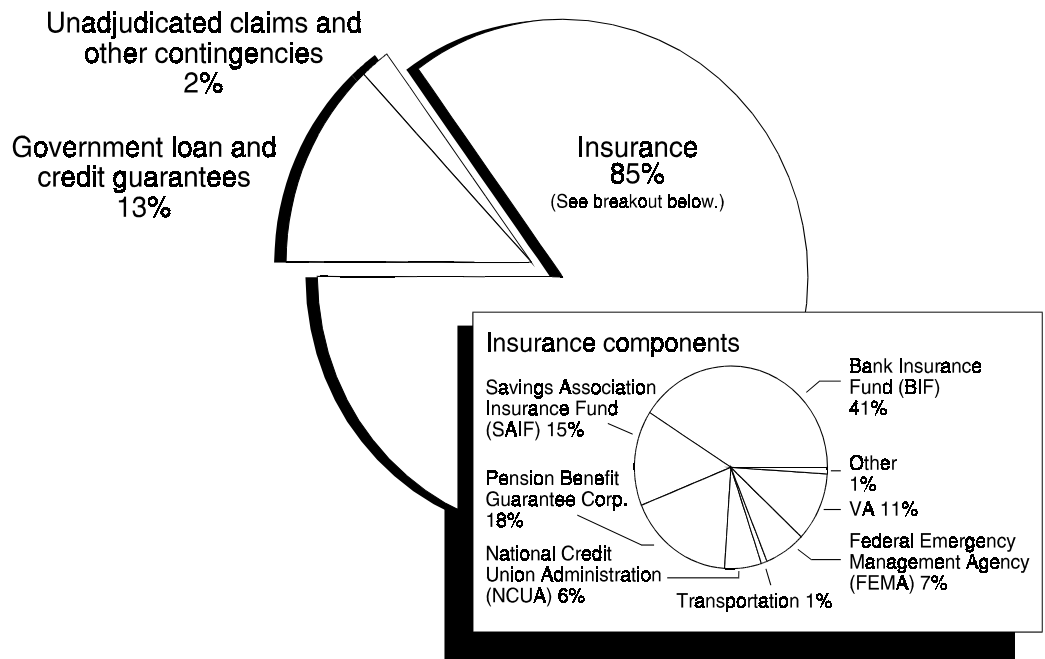 Unadjudicated claims and
other contingencies
2%
Government loan and
credit guarantees
13%
Insurance
85%
(See breakout below.)
Insurance components
Savings Association
Insurance Fund
(SAIF) 15%
Pension Benefit
Guarantee Corp.
18%
National Credit
Union Administration
(NCUA) 6%
Transportation 1%
Bank Insurance
Fund (BIF)
41%
Other
1%
VA 11%
Federal Emergency
Management Agency
(FEMA) 7%